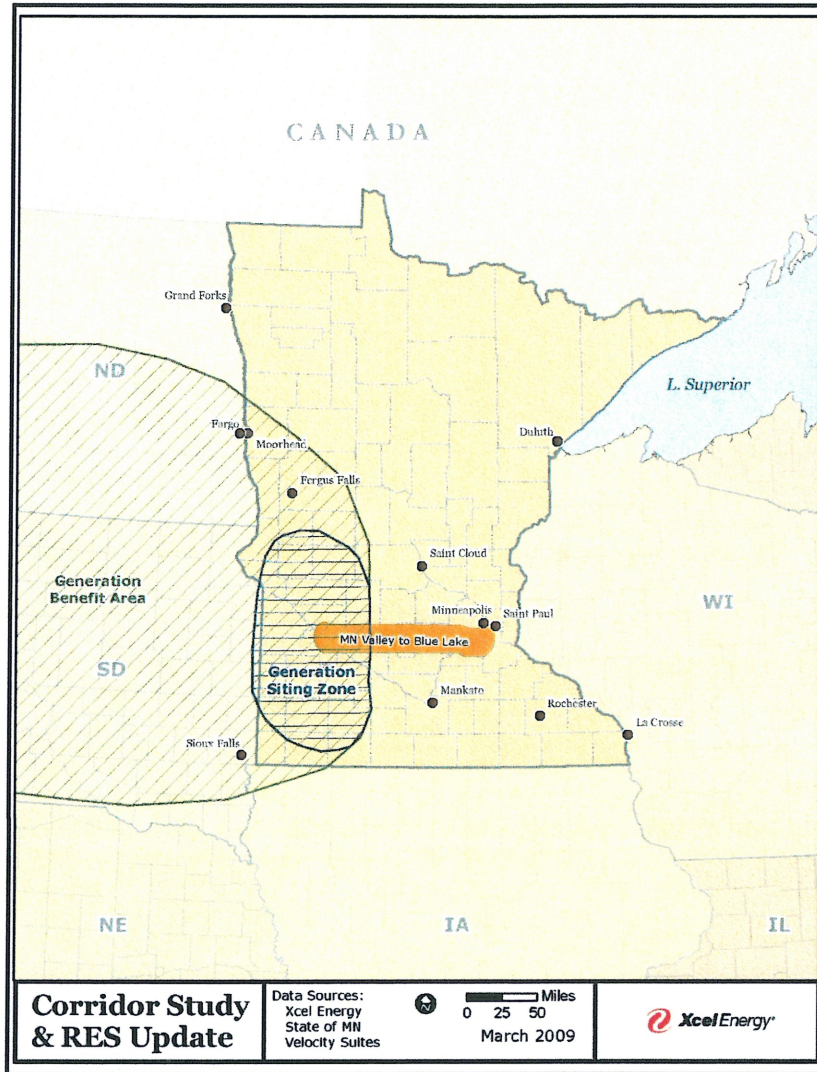 CANADA
Grand Forks
ND
L. Superior
Fargo
Moorhead
Duluth
Fergus Falls
Saint Cloud
Generation
Benefit Area
Minneapolis
Saint Paul
WI
MN Valley to Blue Lake
SD
Generation
Siting Zone
Mankato
Rochester
La Crosse
Sioux Falls
NE
IA
IL
Corridor Study
& RES Update
Data Sources:
Xcel Energy
State of MN
Velocity Suites
Miles
0 25 50
March 2009
Xcel Energy®